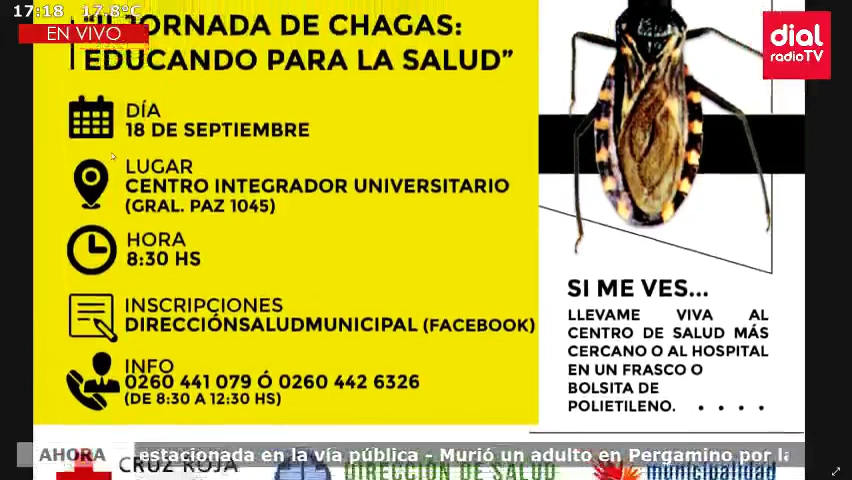 17:18 17.8°C
EN VIVO
dial
radioTV
JORNADA DE CHAGAS:
EDUCANDO PARA LA SALUD”
DÍA
18 DE SEPTIEMBRE
LUGAR
CENTRO INTEGRADOR UNIVERSITARIO
(GRAL. PAZ 1045)
HORA
8:30 HS
INSCRIPCIONES
DIRECCIÓNSALUDMUNICIPAL (FACEBOOK)
INFO
0260 441 079 Ó 0260 442 6326
(DE 8:30 A 12:30 HS)
SI ME VES...
LLEVAME VIVA AL
CENTRO DE SALUD MÁS
CERCANO O AL HOSPITAL
EN UN FRASCO O
BOLSITA DE
POLIETILENO. . . . .
AHORA estacionada en la vía pública - Murió un adulto en Pergamino por la
CRUZ ROJA
DIRECCIÓN DE SALUD
municipalidad